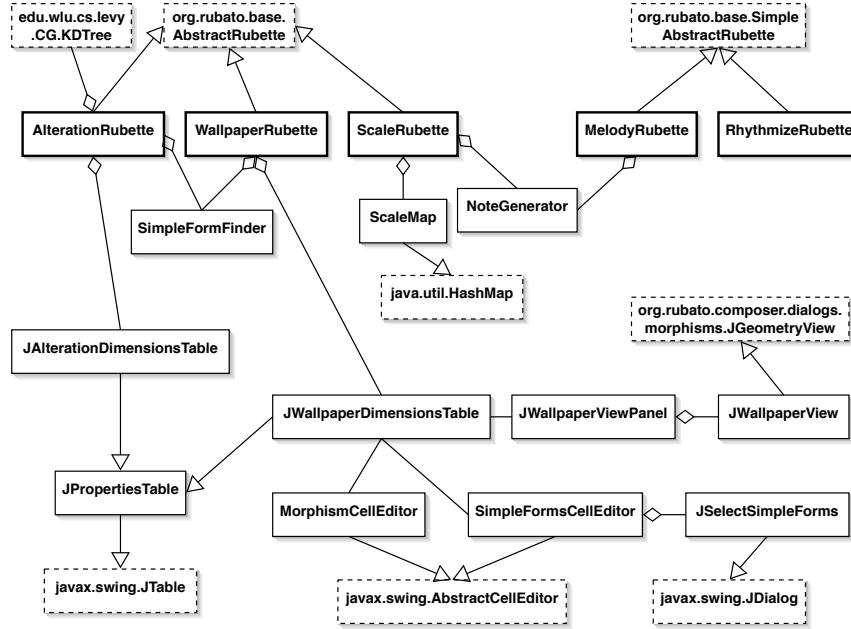 edu.wlu.cs.levy
.CG.KDTree
org.rubato.base.
AbstractRubette
org.rubato.base.Simple
AbstractRubette
AlterationRubette
WallpaperRubette
ScaleRubette
MelodyRubette
RhythmizeRubette
SimpleFormFinder
ScaleMap
NoteGenerator
java.util.HashMap
org.rubato.composer.dialogs.
morphisms.JGeometryView
JAlterationDimensionsTable
JWallpaperDimensionsTable
JWallpaperViewPanel
JWallpaperView
JPropertiesTable
MorphismCellEditor
SimpleFormsCellEditor
JSelectSimpleForms
javax.swing.JTable
javax.swing.AbstractCellEditor
javax.swing.JDialog